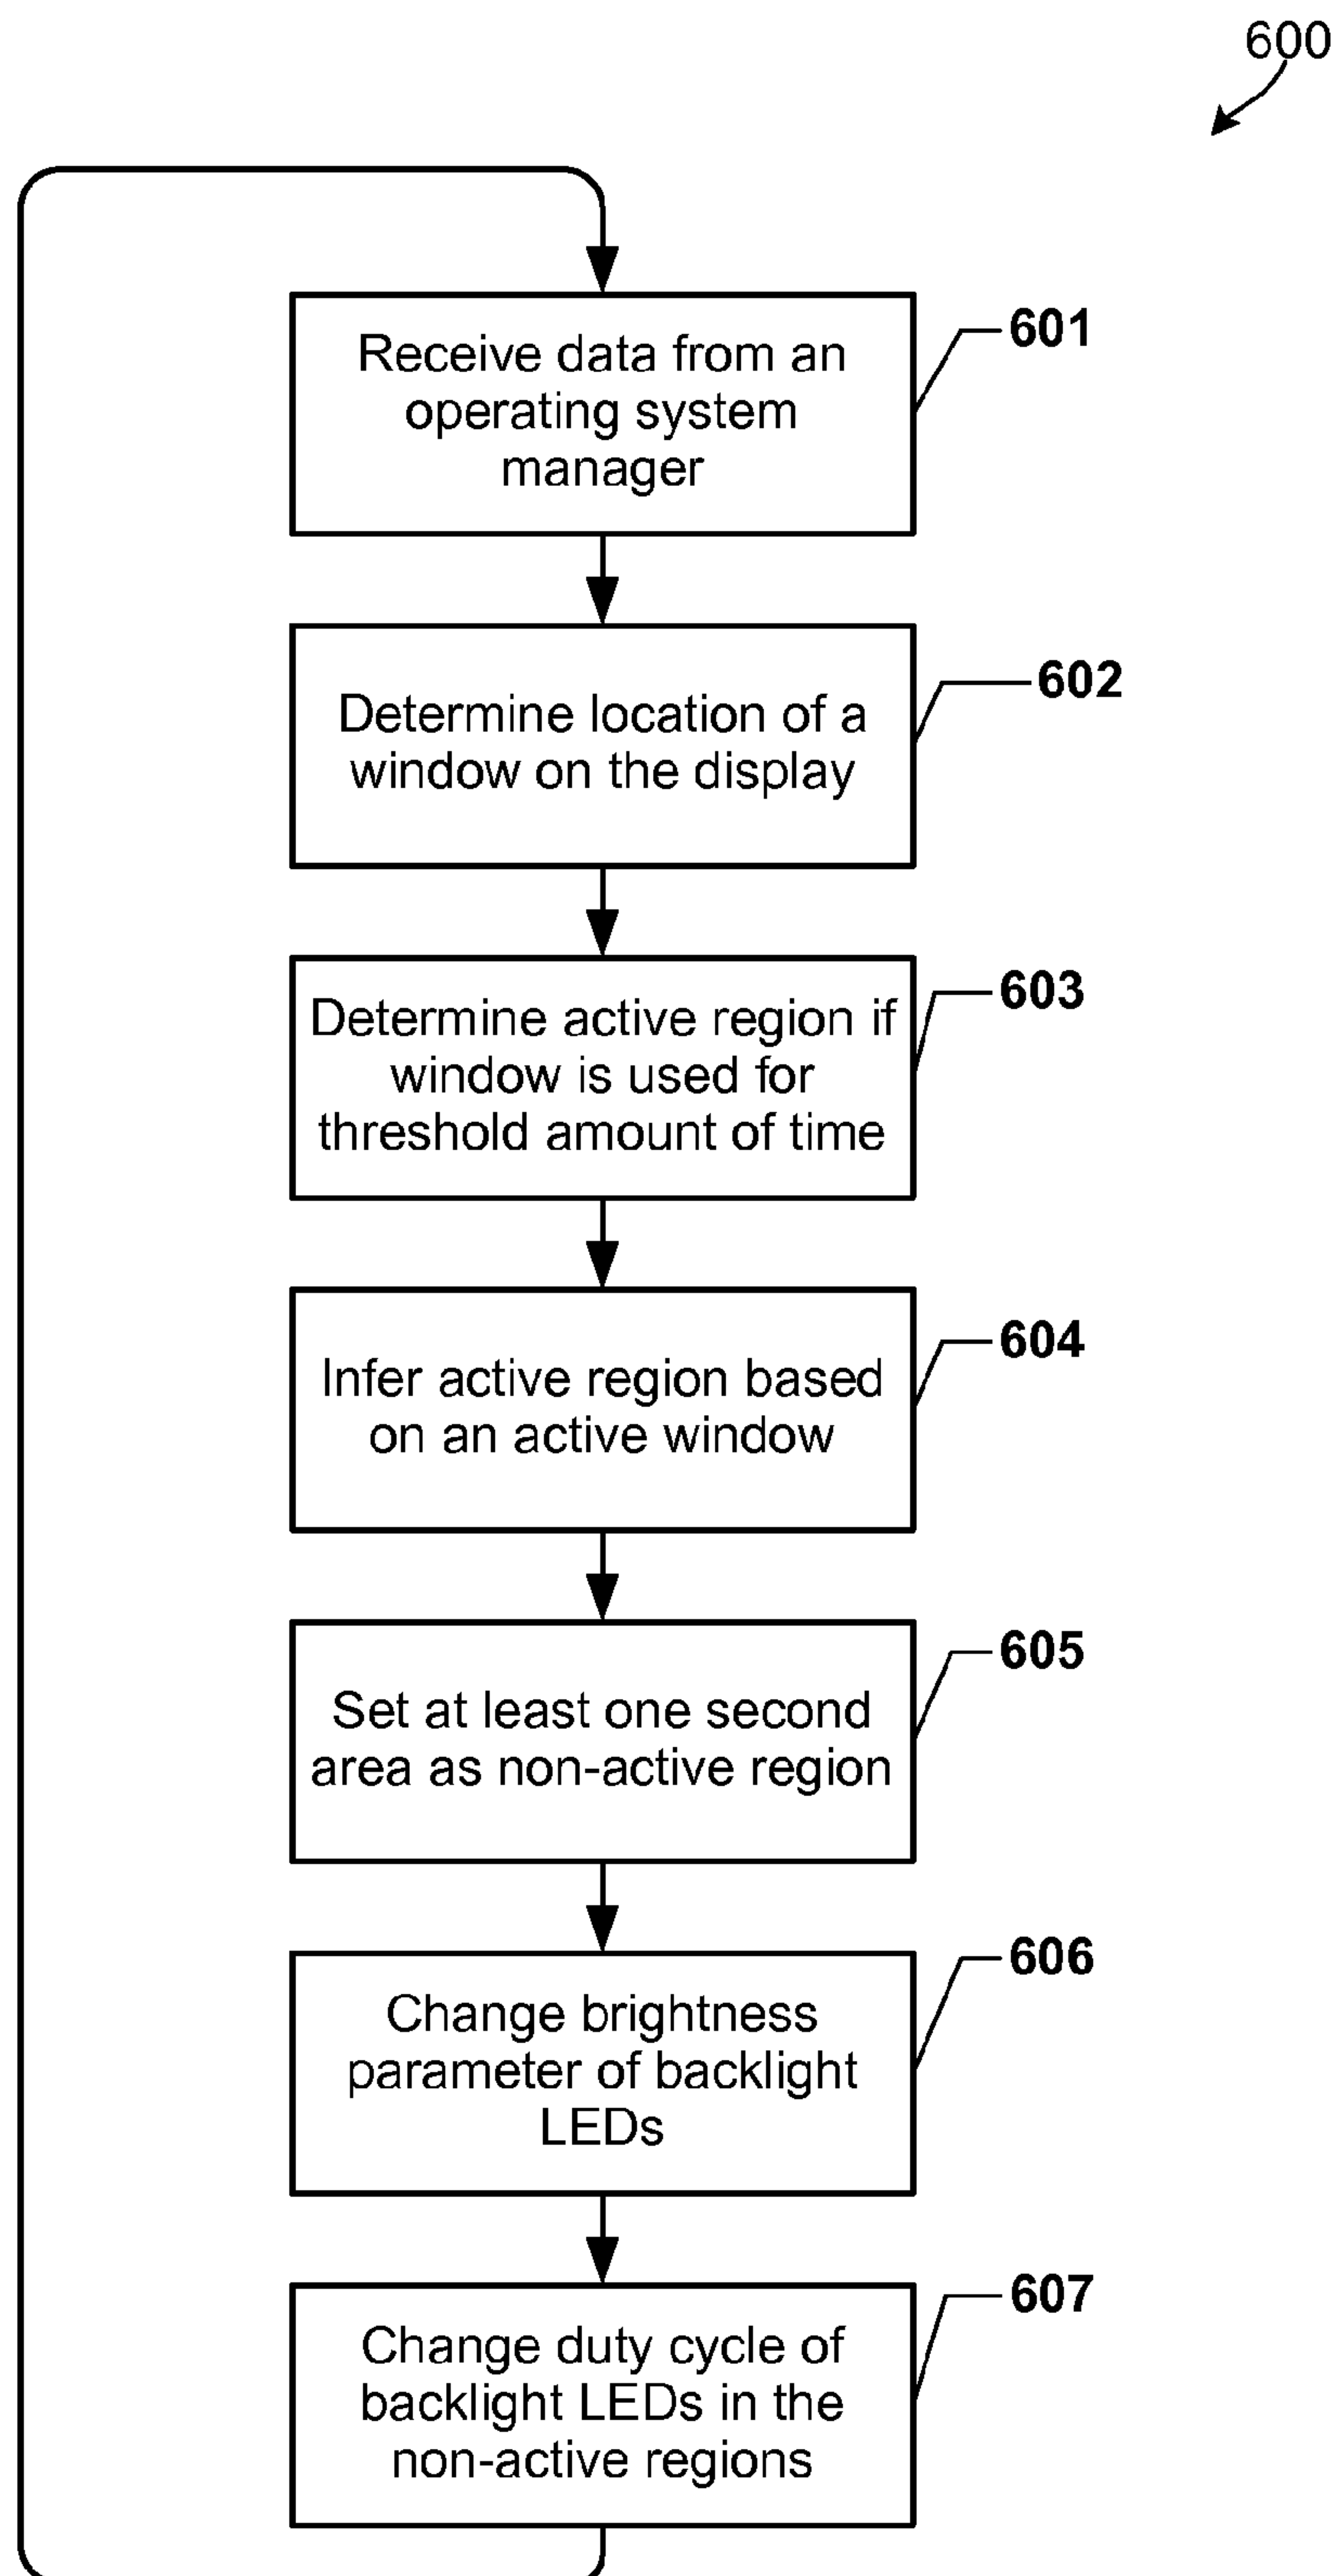 600
Receive data from an
operating system
manager
601
Determine location of a
window on the display
602
Determine active region if
window is used for
threshold amount of time
603
Infer active region based
on an active window
604
Set at least one second
area as non-active region
605
Change brightness
parameter of backlight
LEDs
606
Change duty cycle of
backlight LEDs in the
non-active regions
607